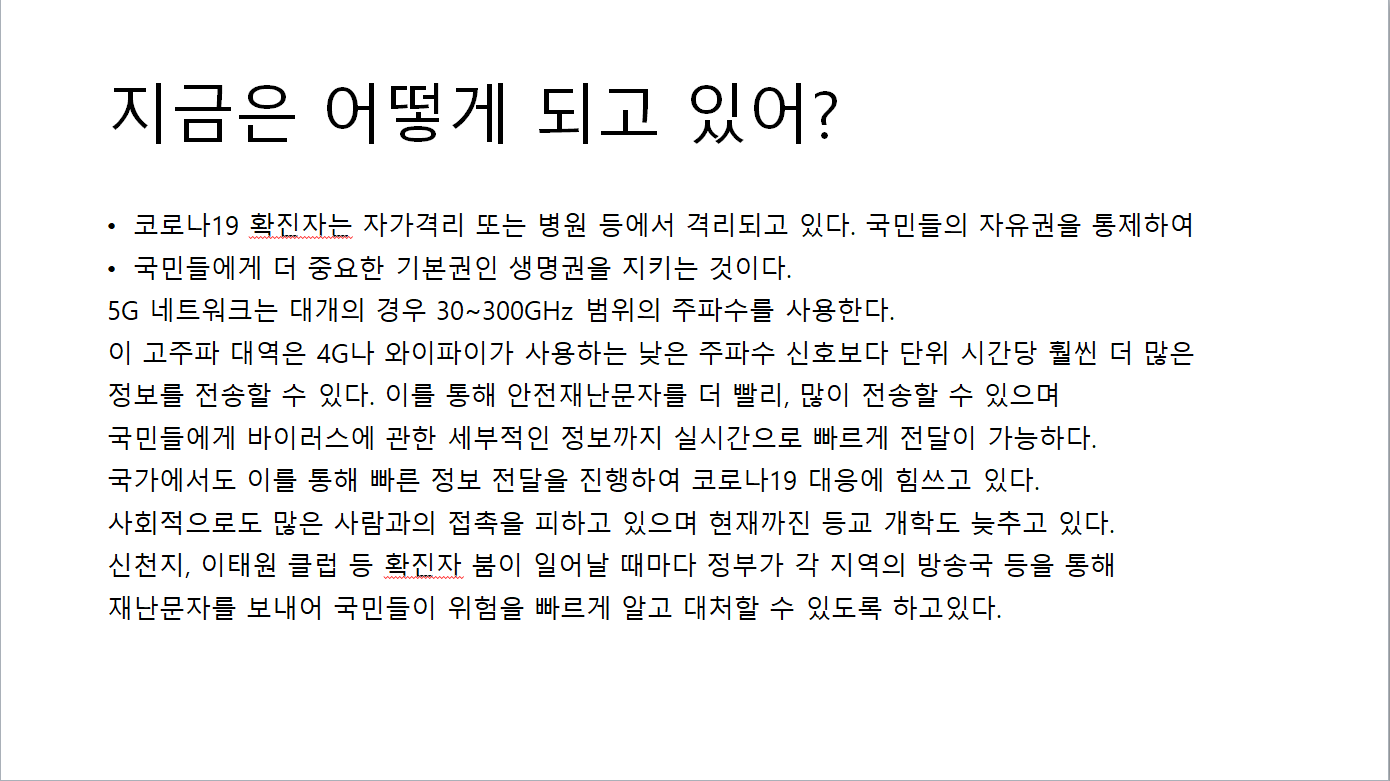 지금은 어떻게 되고 있어?
• 코로나19 확진자는 자가격리 또는 병원 등에서 격리되고 있다. 국민들의 자유권을 통제하여
• 국민들에게 더 중요한 기본권인 생명권을 지키는 것이다.
5G 네트워크는 대개의 경우 30~300GHz 범위의 주파수를 사용한다.
이 고주파 대역은 4G나 와이파이가 사용하는 낮은 주파수 신호보다 단위 시간당 훨씬 더 많은
정보를 전송할 수 있다. 이를 통해 안전재난문자를 더 빨리, 많이 전송할 수 있으며
국민들에게 바이러스에 관한 세부적인 정보까지 실시간으로 빠르게 전달이 가능하다.
국가에서도 이를 통해 빠른 정보 전달을 진행하여 코로나19 대응에 힘쓰고 있다.
사회적으로도 많은 사람과의 접촉을 피하고 있으며 현재까진 등교 개학도 늦추고 있다.
신천지, 이태원 클럽 등 확진자 붐이 일어날 때마다 정부가 각 지역의 방송국 등을 통해
재난문자를 보내어 국민들이 위험을 빠르게 알고 대처할 수 있도록 하고있다.